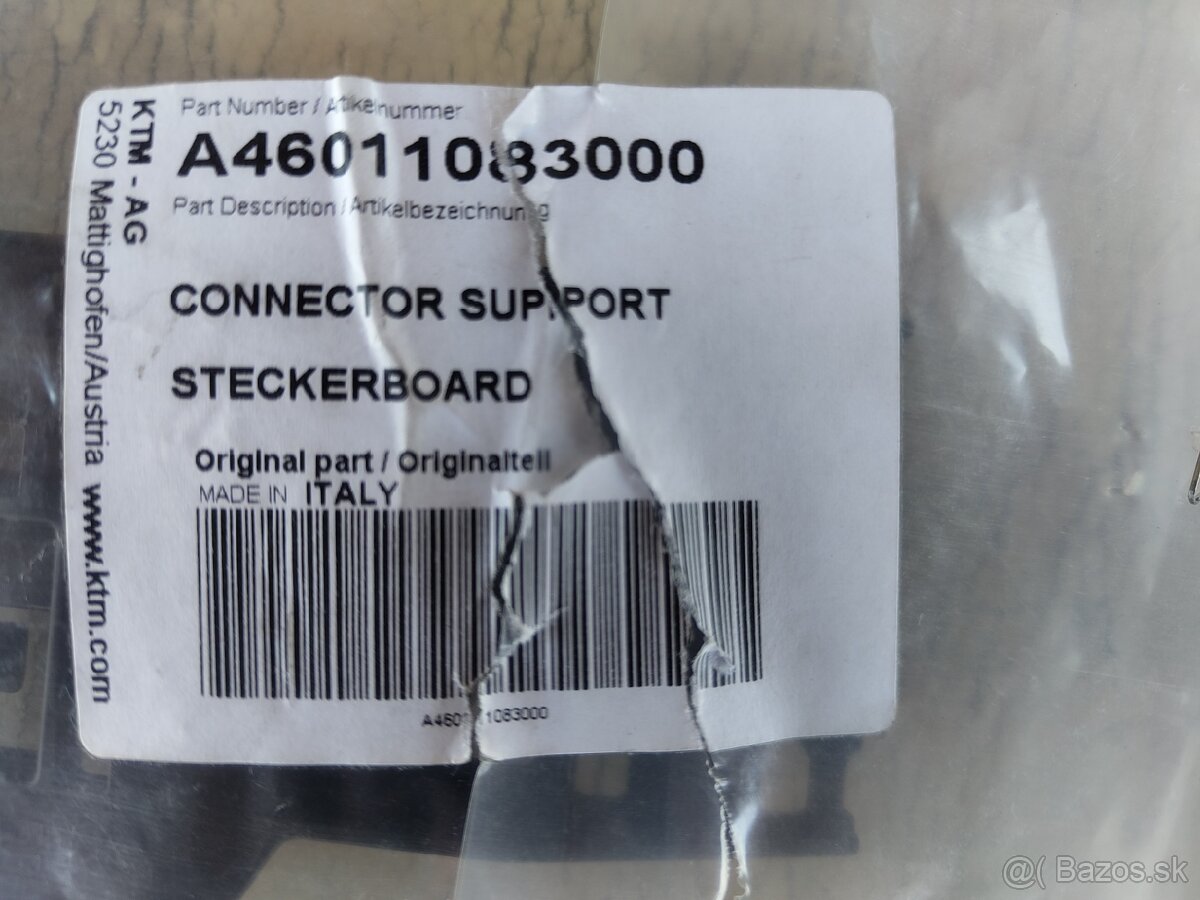 KTM - AG
5230 Mattighofen/Austria www.ktm.com
Part Number / Artikelnummer
A46011083000
Part Description / Artikelbezeichnung
CONNECTOR SUPPORT
STECKERBOARD
Original part / Originalteil
MADE IN ITALY
A46011083000
@( Bazos.sk